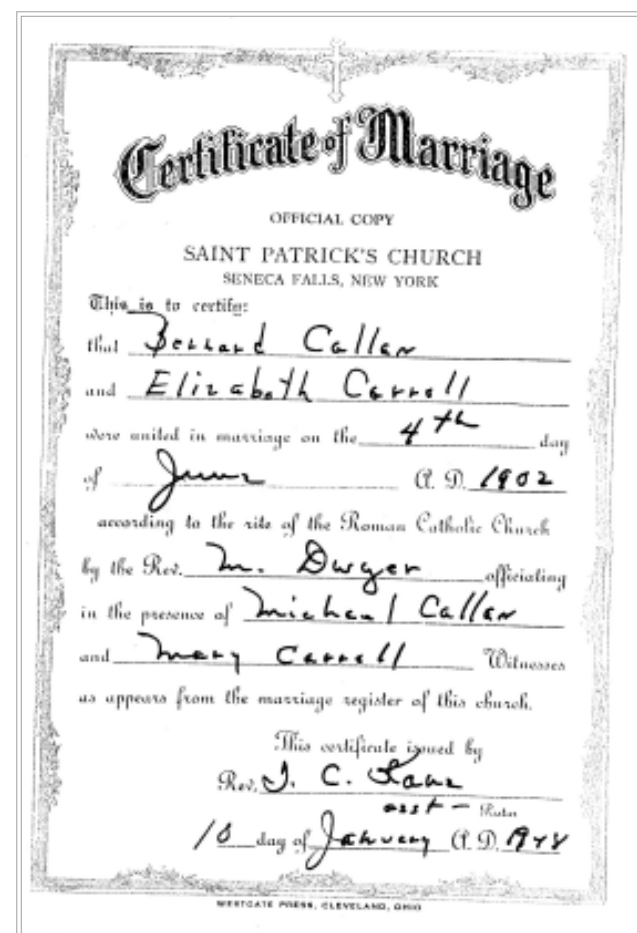 Certificate of Marriage
OFFICIAL COPY
SAINT PATRICK'S CHURCH
SENECA FALLS, NEW YORK
This is to certify:
that Bernard Callan
and Elizabeth Carroll
were united in marriage on the 4th day
of June A. D. 1902
according to the rite of the Roman Catholic Church
by the Rev. M. Dwyer officiating
in the presence of Michael Callan
and Mary Carroll Witnesses
as appears from the marriage register of this church.
This certificate issued by
Rev. J. C.
asst-
10 day of January A. D. 1948
WESTGATE PRESS, CLEVELAND, OHIO